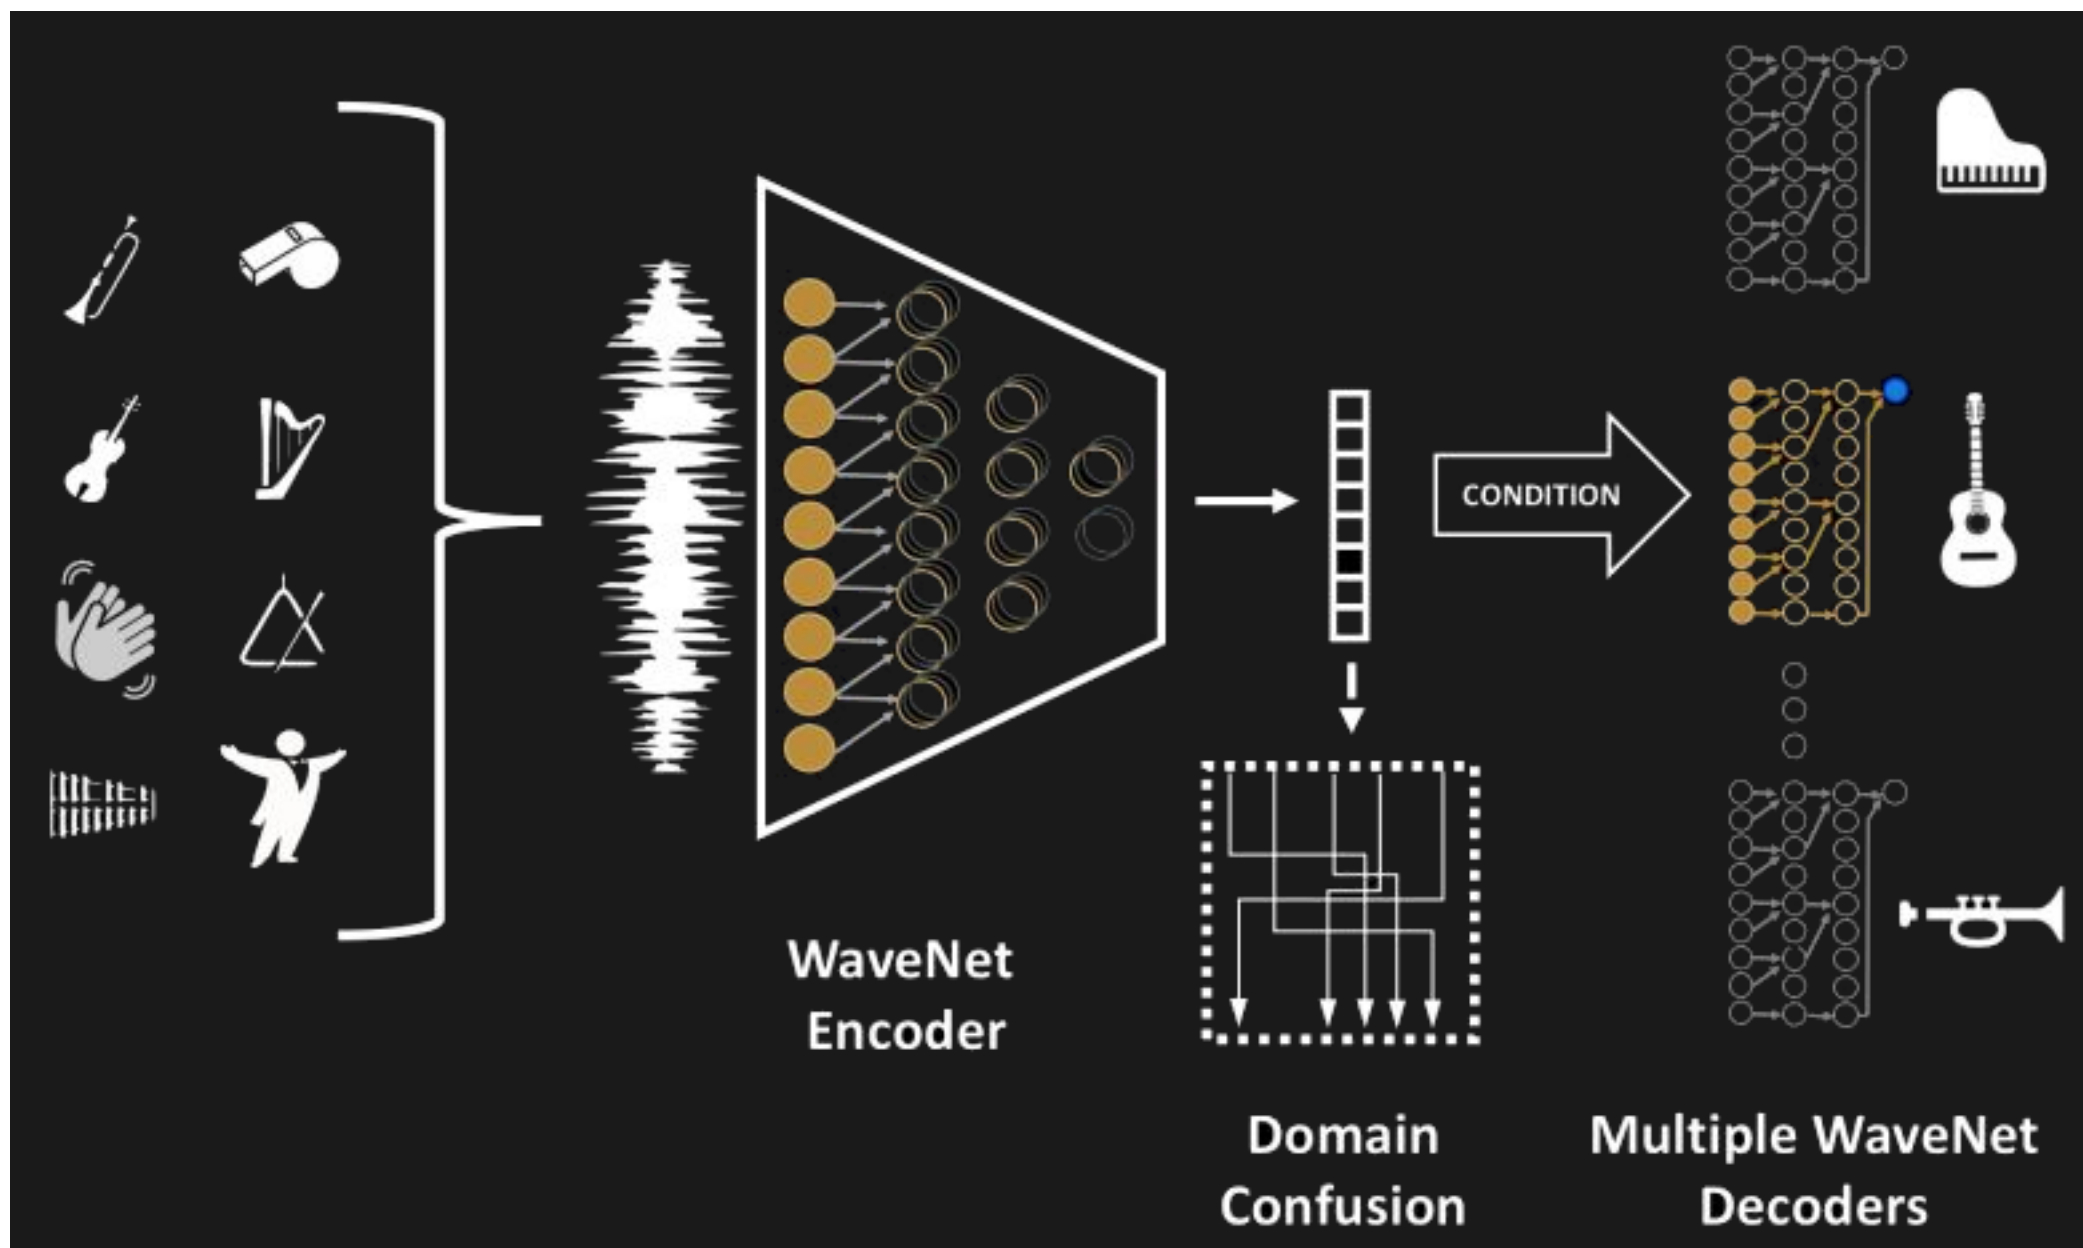 CONDITION
WaveNet
Encoder
Domain
Confusion
Multiple WaveNet
Decoders